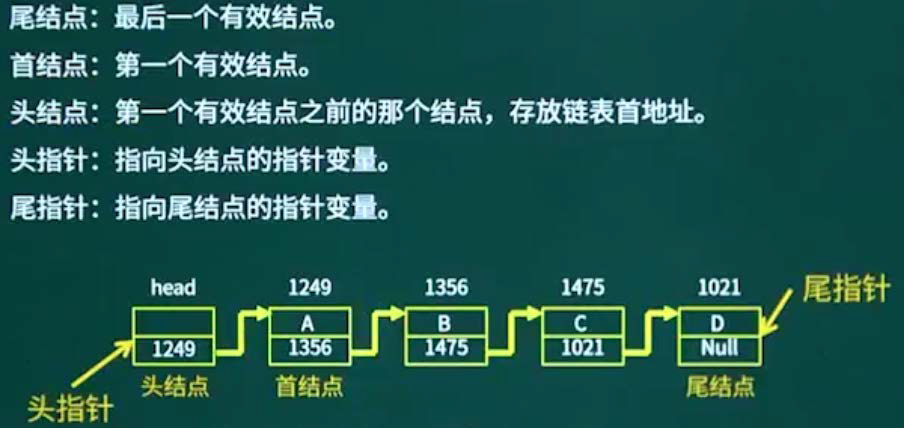 尾结点：最后一个有效结点。
首结点：第一个有效结点。
头结点：第一个有效结点之前的那个结点，存放链表首地址。
头指针：指向头结点的指针变量。
尾指针：指向尾结点的指针变量。
head 1249 1356 1475 1021 尾指针
A B C D
1249 1356 1475 1021 Null
头结点 首结点 尾结点
头指针